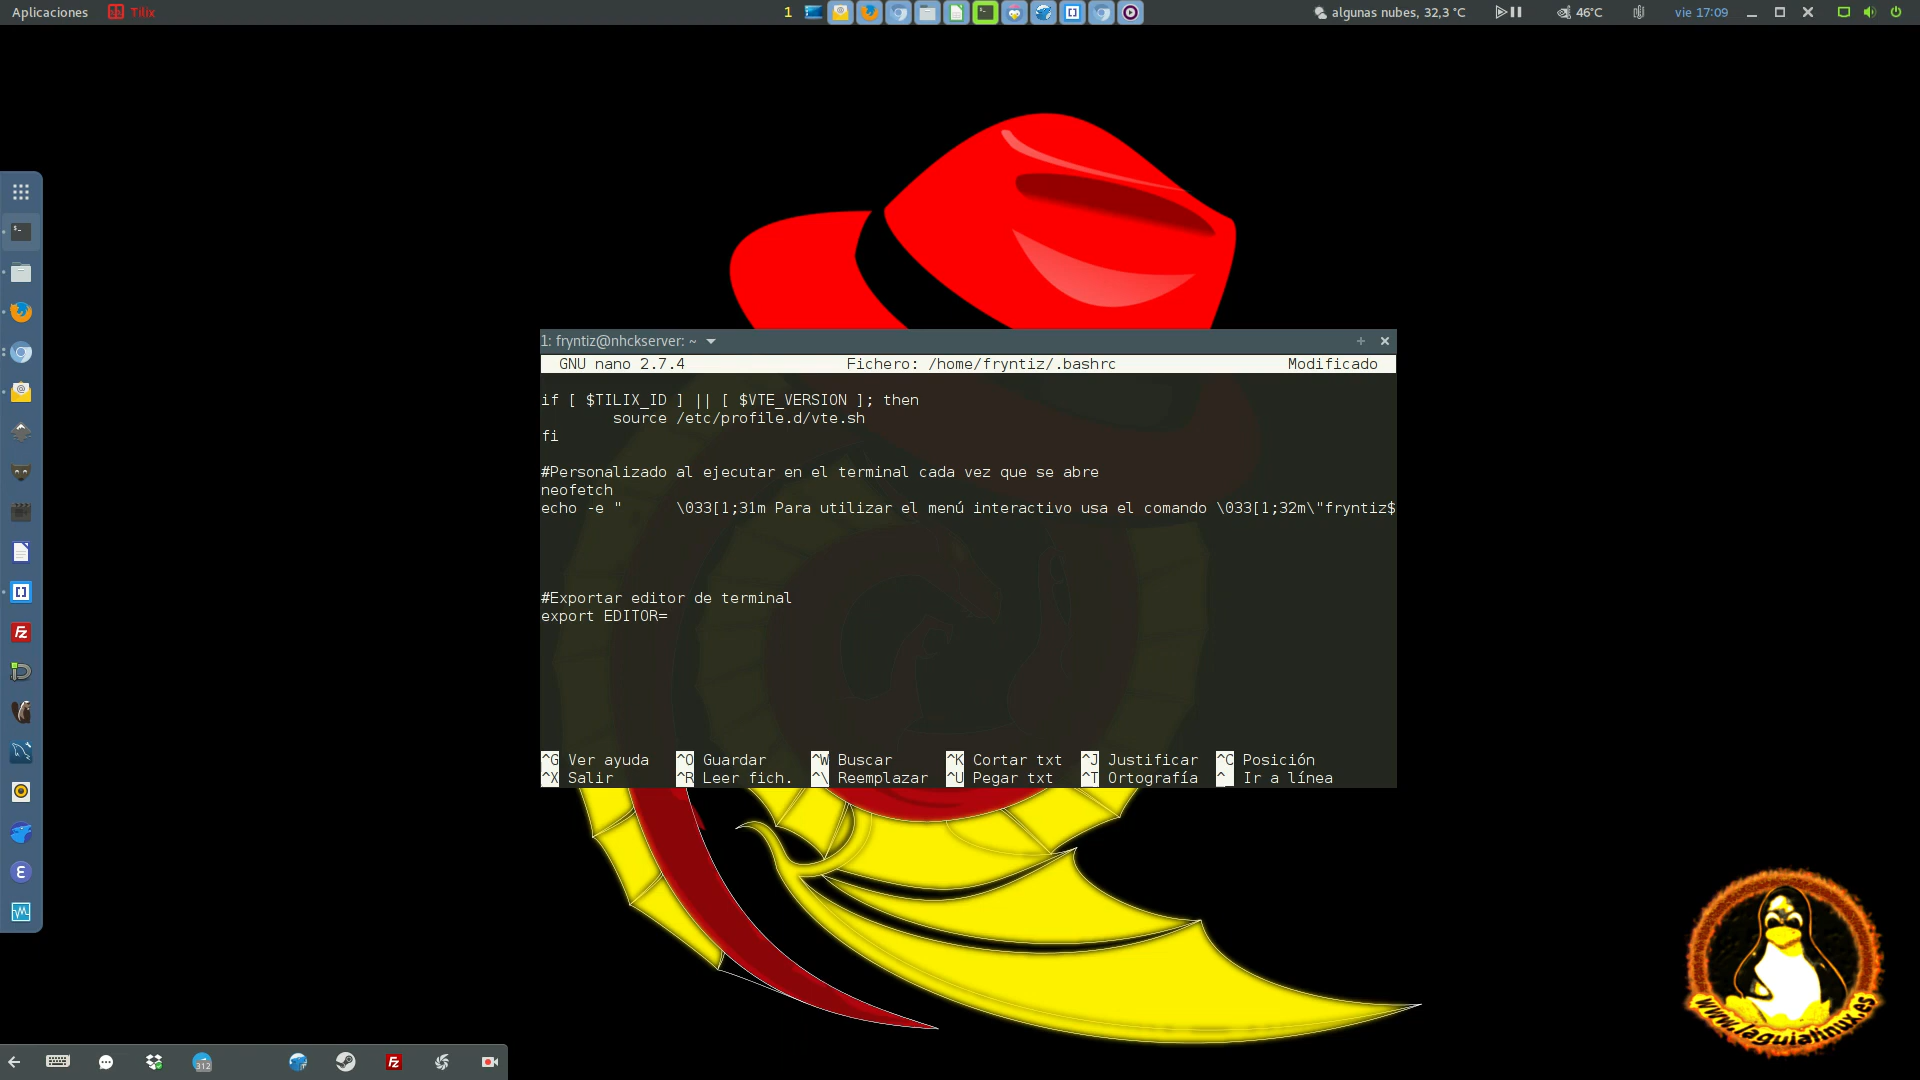 Aplicaciones Tilix 1 algunas nubes, 32,3 °C 46°C vie 17:09
1: fryntiz@nhckserver: ~
GNU nano 2.7.4 Fichero: /home/fryntiz/.bashrc Modificado
if [ $TILIX_ID ] || [ $VTE_VERSION ]; then
source /etc/profile.d/vte.sh
fi
#Personalizado al ejecutar en el terminal cada vez que se abre
neofetch
echo -e "      \033[1;31m Para utilizar el menú interactivo usa el comando \033[1;32m\"fryntiz$
#Exportar editor de terminal
export EDITOR=
^G Ver ayuda ^O Guardar ^W Buscar ^K Cortar txt ^J Justificar ^C Posición
^X Salir ^R Leer fich. ^\ Reemplazar ^U Pegar txt ^T Ortografía ^_ Ir a línea
www.laguialinux.es
312